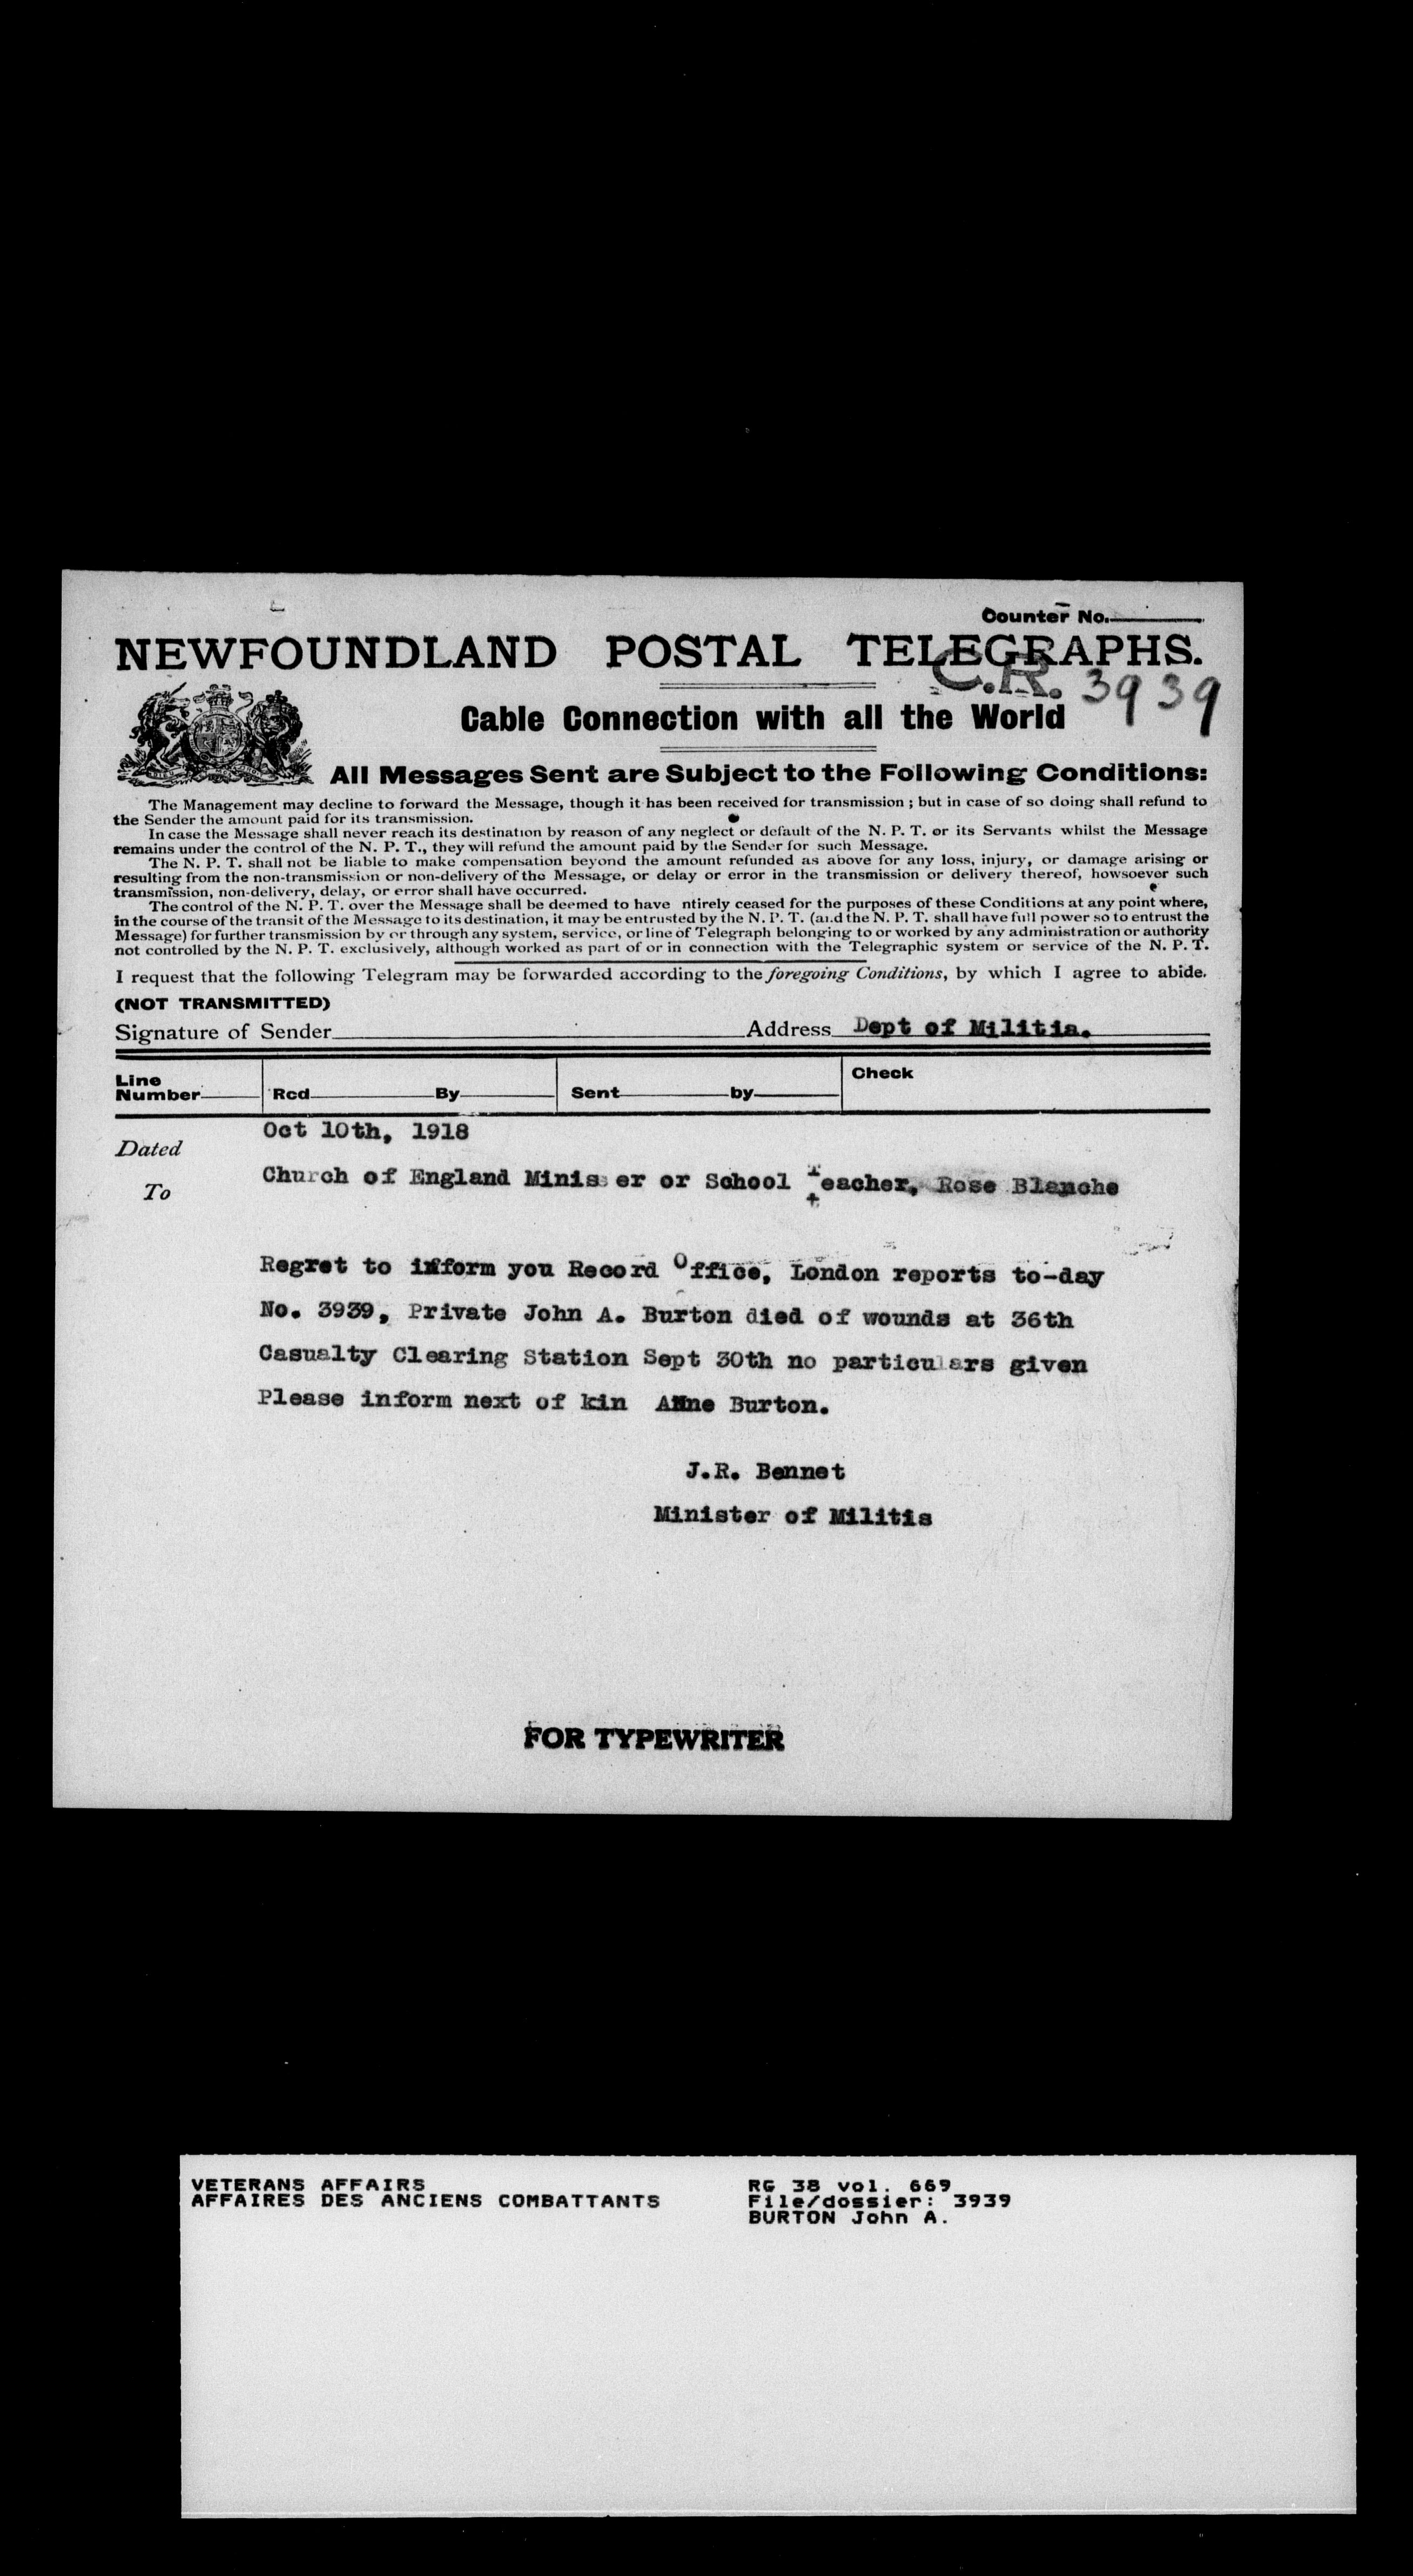 Counter No.
NEWFOUNDLAND POSTAL TELEGRAPHS.
C.R. 3939
Cable Connection with all the World
All Messages Sent are Subject to the Following Conditions:
The Management may decline to forward the Message, though it has been received for transmission ; but in case of so doing shall refund to
the Sender the amount paid for its transmission.
In case the Message shall never reach its destination by reason of any neglect or default of the N. P. T. or its Servants whilst the Message
remains under the control of the N. P. T., they will refund the amount paid by the Sender for such Message.
The N. P. T. shall not be liable to make compensation beyond the amount refunded as above for any loss, injury, or damage arising or
resulting from the non-transmission or non-delivery of the Message, or delay or error in the transmission or delivery thereof, howsoever such
transmission, non-delivery, delay, or error shall have occurred.
The control of the N. P. T. over the Message shall be deemed to have ntirely ceased for the purposes of these Conditions at any point where,
in the course of the transit of the Message to its destination, it may be entrusted by the N. P. T. (and the N. P. T. shall have full power so to entrust the
Message) for further transmission by or through any system, service, or line of Telegraph belonging to or worked by any administration or authority
not controlled by the N. P. T. exclusively, although worked as part of or in connection with the Telegraphic system or service of the N. P. T.
I request that the following Telegram may be forwarded according to the foregoing Conditions, by which I agree to abide.
(NOT TRANSMITTED)
Signature of Sender Address Dept of Militia.
Line
Number Rcd By Sent by Check
Dated Oct 10th, 1918
To Church of England Minis er or School Teacher, Rose Blanche
Regret to inform you Record Office, London reports to-day
No. 3939, Private John A. Burton died of wounds at 36th
Casualty Clearing Station Sept 30th no particulars given
Please inform next of kin Anne Burton.
J.R. Bennet
Minister of Militia
FOR TYPEWRITER
VETERANS AFFAIRS
AFFAIRES DES ANCIENS COMBATTANTS
RG 38 vol. 669
File/dossier: 3939
BURTON John A.